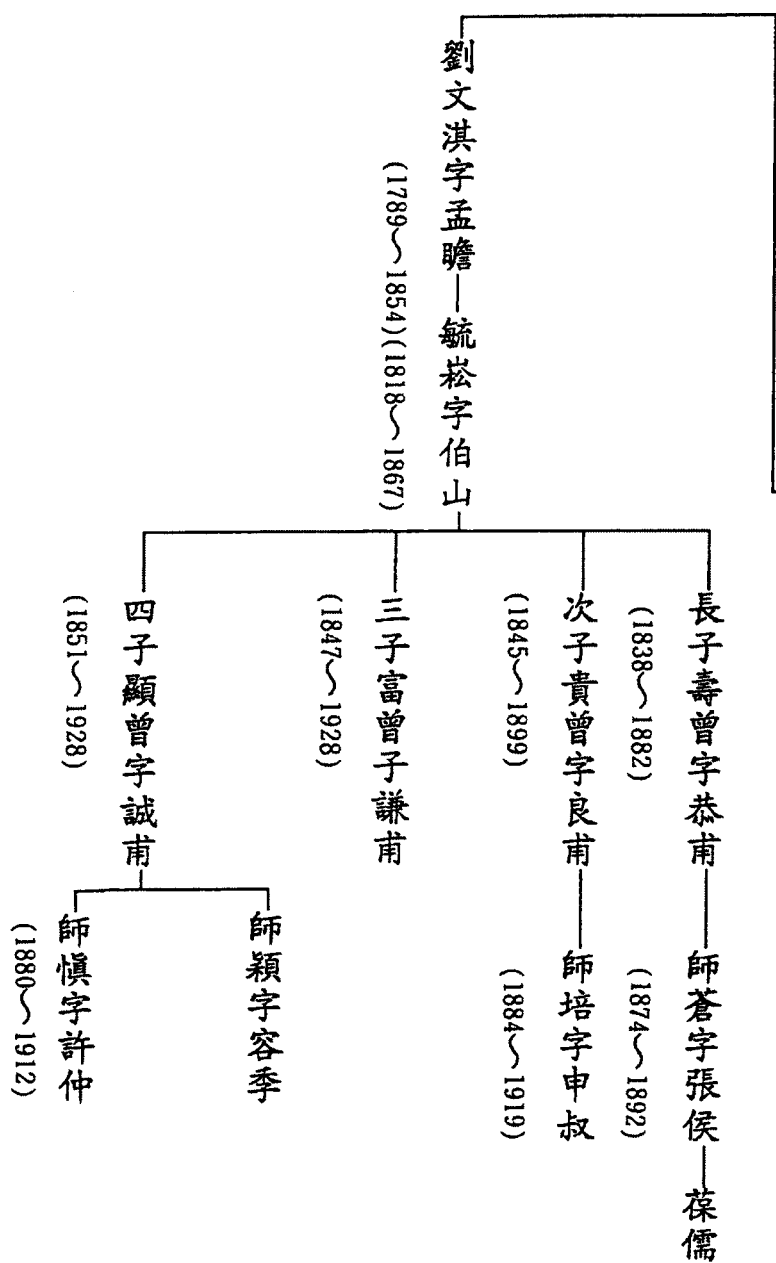 劉文淇字孟瞻—毓崧字伯山
(1789～1854)(1818～1867)
長子壽曾字恭甫—師蒼字張侯—葆儒
(1838～1882)
(1874～1892)
次子貴曾字良甫—師培字申叔
(1845～1899)
(1884～1919)
三子富曾子謙甫
(1847～1928)
四子顯曾字誠甫
(1851～1928)
師穎字容季
師愼字許仲
(1880～1912)